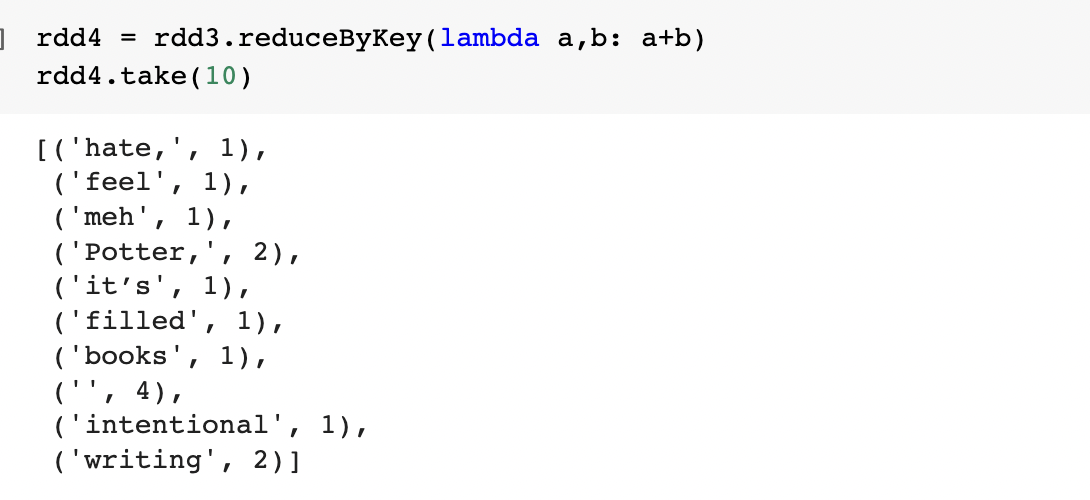 ] rdd4 = rdd3.reduceByKey(lambda a,b: a+b)
rdd4.take(10)
[('hate,', 1),
('feel', 1),
('meh', 1),
('Potter,', 2),
('it’s', 1),
('filled', 1),
('books', 1),
('', 4),
('intentional', 1),
('writing', 2)]